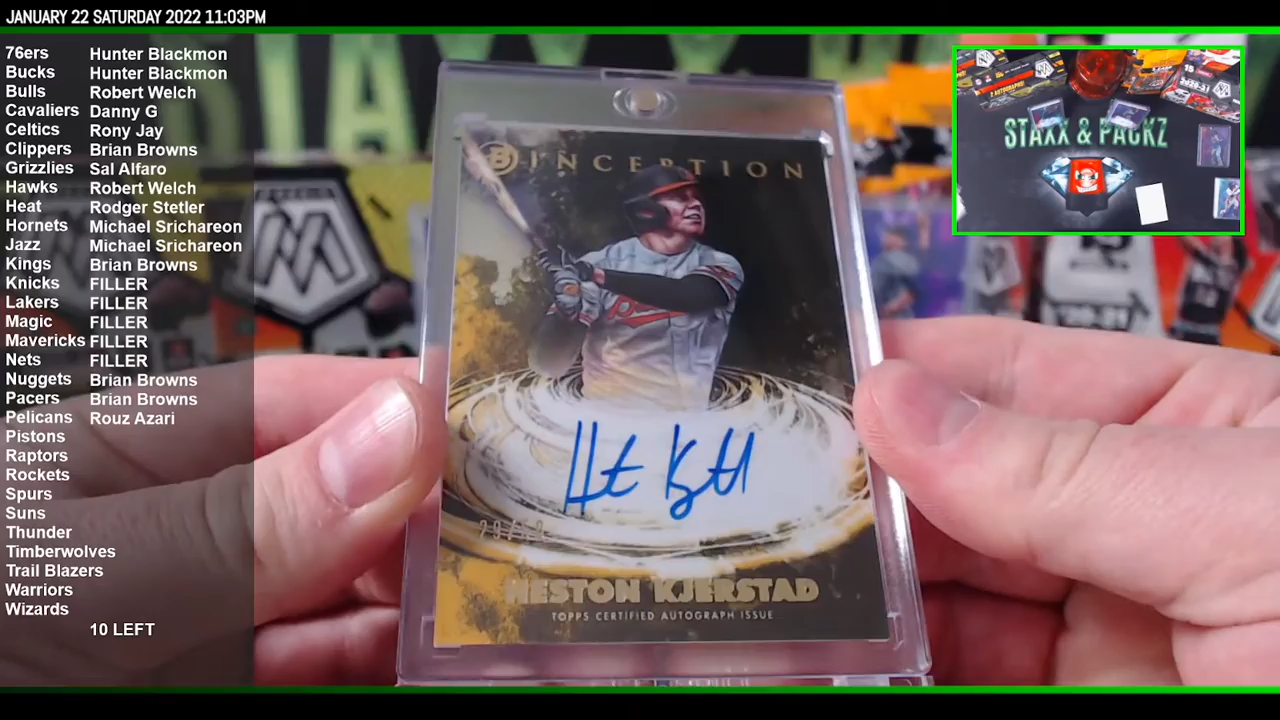 JANUARY 22 SATURDAY 2022 11:03PM
76ers Hunter Blackmon
Bucks Hunter Blackmon
Bulls Robert Welch
Cavaliers Danny G
Celtics Rony Jay
Clippers Brian Browns
Grizzlies Sal Alfaro
Hawks Robert Welch
Heat Rodger Stetler
Hornets Michael Srichareon
Jazz Michael Srichareon
Kings Brian Browns
Knicks FILLER
Lakers FILLER
Magic FILLER
Mavericks FILLER
Nets FILLER
Nuggets Brian Browns
Pacers Brian Browns
Pelicans Rouz Azari
Pistons
Raptors
Rockets
Spurs
Suns
Thunder
Timberwolves
Trail Blazers
Warriors
Wizards
10 LEFT
B INCEPTION
HESTON KJERSTAD
TOPPS CERTIFIED AUTOGRAPH ISSUE
STAXX & PACKZ